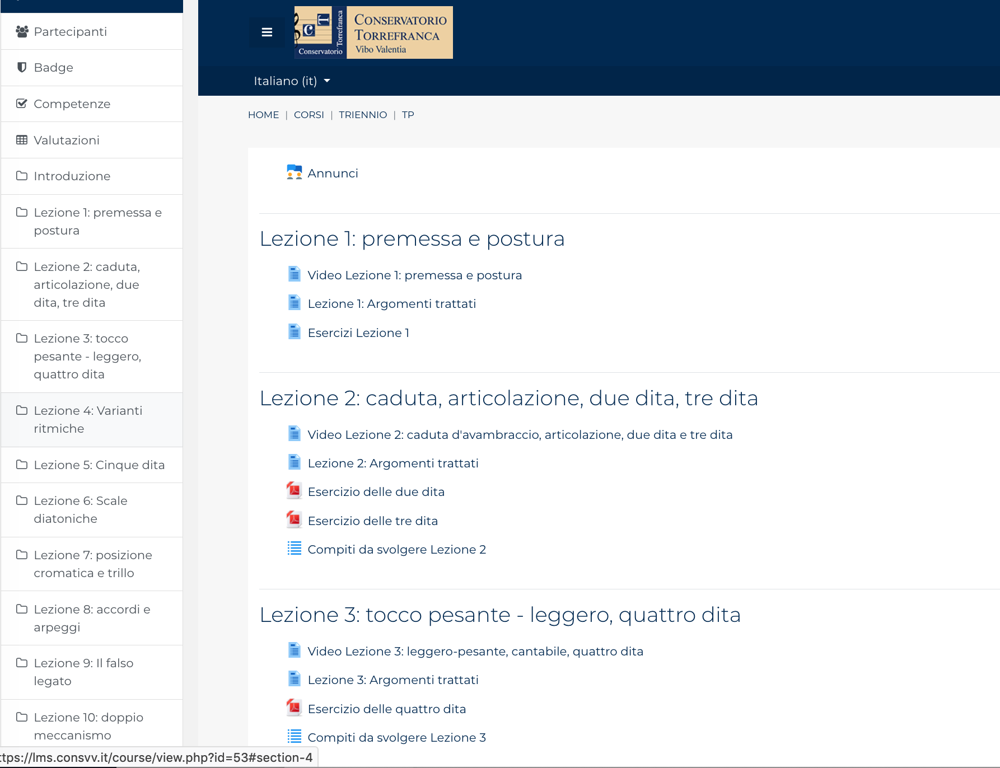 Partecipanti
Badge
Competenze
Valutazioni
Introduzione
Lezione 1: premessa e
postura
Lezione 2: caduta,
articolazione, due
dita, tre dita
Lezione 3: tocco
pesante - leggero,
quattro dita
Lezione 4: Varianti
ritmiche
Lezione 5: Cinque dita
Lezione 6: Scale
diatoniche
Lezione 7: posizione
cromatica e trillo
Lezione 8: accordi e
arpeggi
Lezione 9: Il falso
legato
Lezione 10: doppio
meccanismo
ttps://lms.consvv.it/course/view.php?id=53#section-4
C T
Torrefranca
Conservatorio
CONSERVATORIO
TORREFRANCA
Vibo Valentia
Italiano (it)
HOME | CORSI | TRIENNIO | TP
Annunci
Lezione 1: premessa e postura
Video Lezione 1: premessa e postura
Lezione 1: Argomenti trattati
Esercizi Lezione 1
Lezione 2: caduta, articolazione, due dita, tre dita
Video Lezione 2: caduta d'avambraccio, articolazione, due dita e tre dita
Lezione 2: Argomenti trattati
Esercizio delle due dita
Esercizio delle tre dita
Compiti da svolgere Lezione 2
Lezione 3: tocco pesante - leggero, quattro dita
Video Lezione 3: leggero-pesante, cantabile, quattro dita
Lezione 3: Argomenti trattati
Esercizio delle quattro dita
Compiti da svolgere Lezione 3